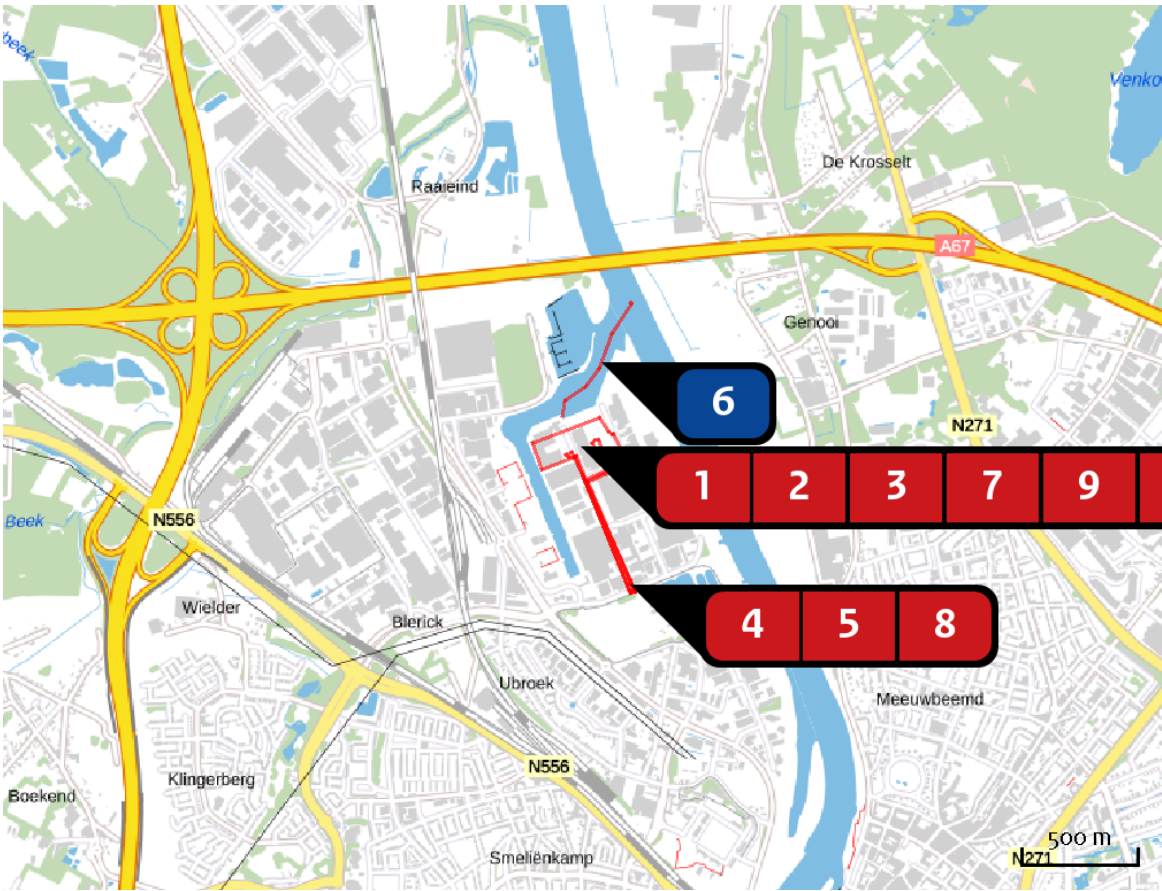 beek
Venko
De Krosselt
Raaieind
A67
Genooi
6
N271
1 2 3 7 9
Beek
N556
Wielder
Blerick
4 5 8
Ubroek
Meeuwbeemd
N556
Klingerberg
Boekend
500 m
Smeliënkamp
N271